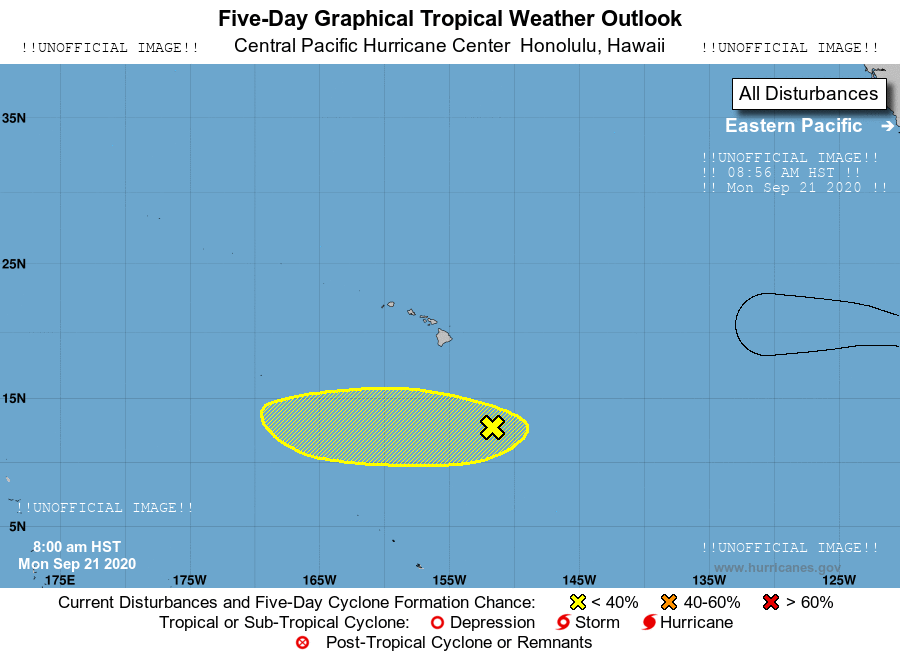 Five-Day Graphical Tropical Weather Outlook
!!UNOFFICIAL IMAGE!! Central Pacific Hurricane Center Honolulu, Hawaii !!UNOFFICIAL IMAGE!!
All Disturbances
35N
Eastern Pacific
!!UNOFFICIAL IMAGE!!
!! 08:56 AM HST !!
!! Mon Sep 21 2020 !!
25N
15N
!!UNOFFICIAL IMAGE!!
5N
8:00 am HST
!!UNOFFICIAL IMAGE!!
Mon Sep 21 2020
www.hurricanes.gov
175E 175W 165W 155W 145W 135W 125W
Current Disturbances and Five-Day Cyclone Formation Chance: < 40% 40-60% > 60%
Tropical or Sub-Tropical Cyclone: Depression Storm Hurricane
Post-Tropical Cyclone or Remnants